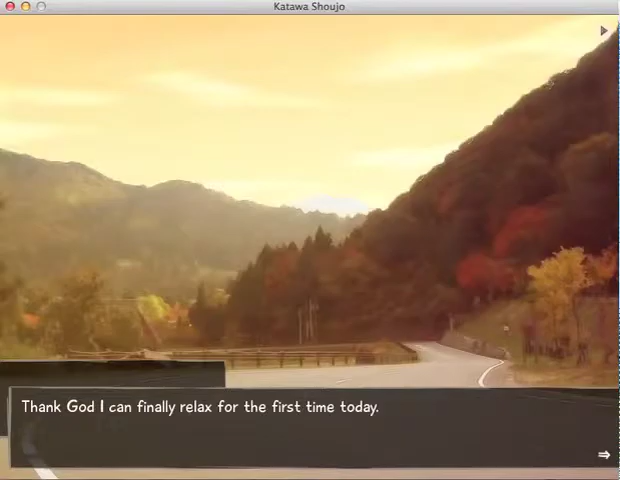 Katawa Shoujo
Thank God I can finally relax for the first time today.